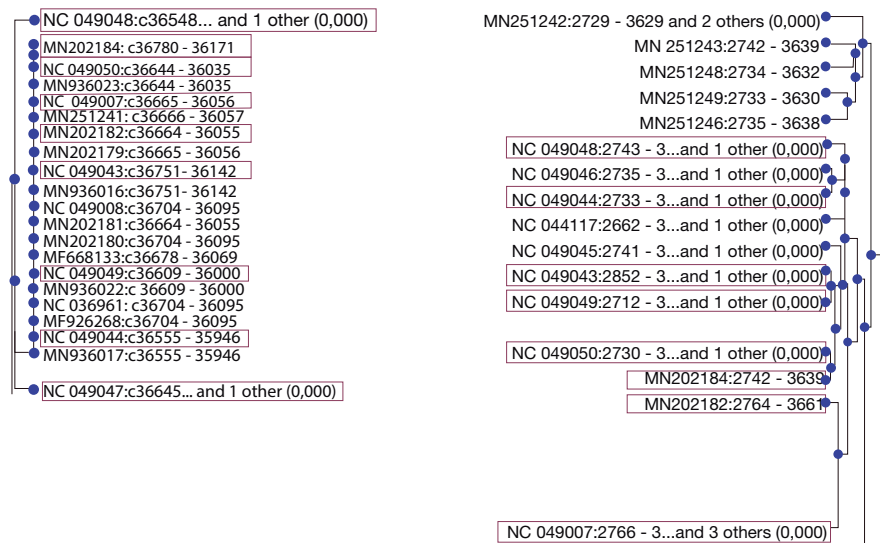 NC 049048:c36548... and 1 other (0,000)
MN202184: c36780 - 36171
NC 049050:c36644 - 36035
MN936023:c36644 - 36035
NC 049007:c36665 - 36056
MN251241: c36666 - 36057
MN202182:c36664 - 36055
MN202179:c36665 - 36056
NC 049043:c36751 - 36142
MN936016:c36751 - 36142
NC 049008:c36704 - 36095
MN202181:c36664 - 36055
MN202180:c36704 - 36095
MF668133:c36678 - 36069
NC 049049:c36609 - 36000
MN936022:c 36609 - 36000
NC 036961: c36704 - 36095
MF926268:c36704 - 36095
NC 049044:c36555 - 35946
MN936017:c36555 - 35946
NC 049047:c36645... and 1 other (0,000)
MN251242:2729 - 3629 and 2 others (0,000)
MN 251243:2742 - 3639
MN251248:2734 - 3632
MN251249:2733 - 3630
MN251246:2735 - 3638
NC 049048:2743 - 3...and 1 other (0,000)
NC 049046:2735 - 3...and 1 other (0,000)
NC 049044:2733 - 3...and 1 other (0,000)
NC 044117:2662 - 3...and 1 other (0,000)
NC 049045:2741 - 3...and 1 other (0,000)
NC 049043:2852 - 3...and 1 other (0,000)
NC 049049:2712 - 3...and 1 other (0,000)
NC 049050:2730 - 3...and 1 other (0,000)
MN202184:2742 - 3639
MN202182:2764 - 3661
NC 049007:2766 - 3...and 3 others (0,000)